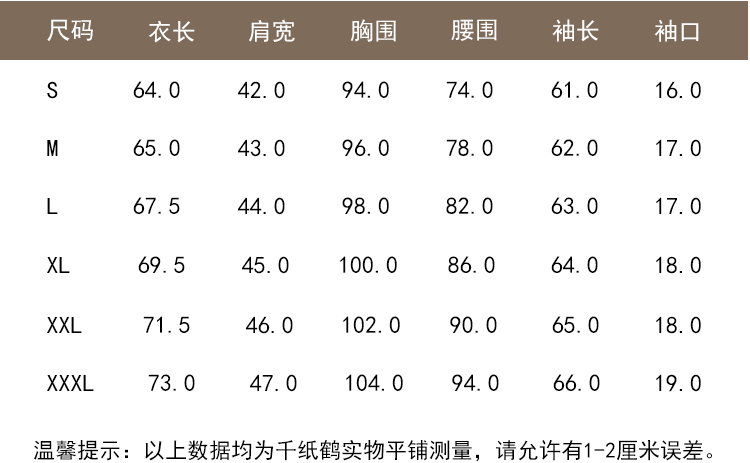 尺码 衣长 肩宽 胸围 腰围 袖长 袖口
S 64.0 42.0 94.0 74.0 61.0 16.0
M 65.0 43.0 96.0 78.0 62.0 17.0
L 67.5 44.0 98.0 82.0 63.0 17.0
XL 69.5 45.0 100.0 86.0 64.0 18.0
XXL 71.5 46.0 102.0 90.0 65.0 18.0
XXXL 73.0 47.0 104.0 94.0 66.0 19.0
温馨提示：以上数据均为千纸鹤实物平铺测量，请允许有1-2厘米误差。